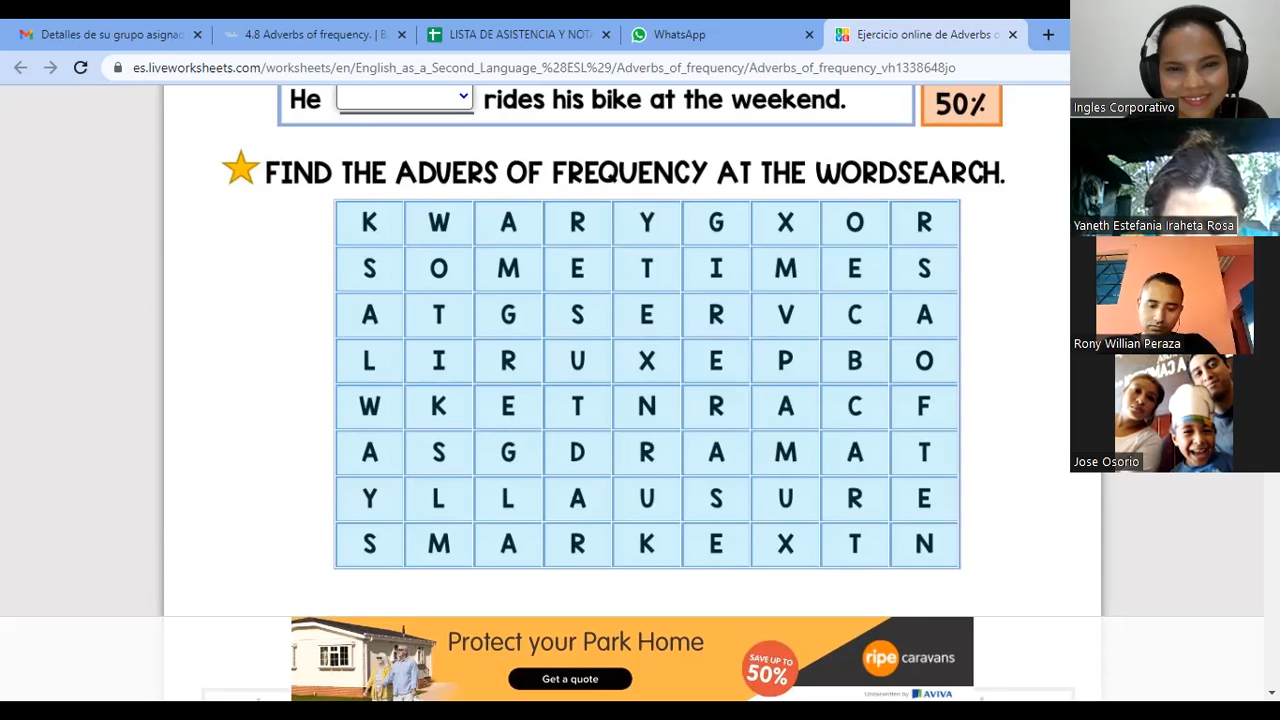 Detalles de su grupo asigna
4.8 Adverbs of frequency. | B
LISTA DE ASISTENCIA Y NOTA
WhatsApp
Ejercicio online de Adverbs o
es.liveworksheets.com/worksheets/en/English_as_a_Second_Language_%28ESL%29/Adverbs_of_frequency/Adverbs_of_frequency_vh1338648jo
He rides his bike at the weekend.
50%
FIND THE ADVERS OF FREQUENCY AT THE WORDSEARCH.
K W A R Y G X O R
S O M E T I M E S
A T G S E R V C A
L I R U X E P B O
W K E T N R A C F
A S G D R A M A T
Y L L A U S U R E
S M A R K E X T N
Protect your Park Home
Get a quote
SAVE UP TO
50%
ripe caravans
Underwritten by AVIVA
Ingles Corporativo
Yaneth Estefania Iraheta Rosa
Rony Willian Peraza
Jose Osorio